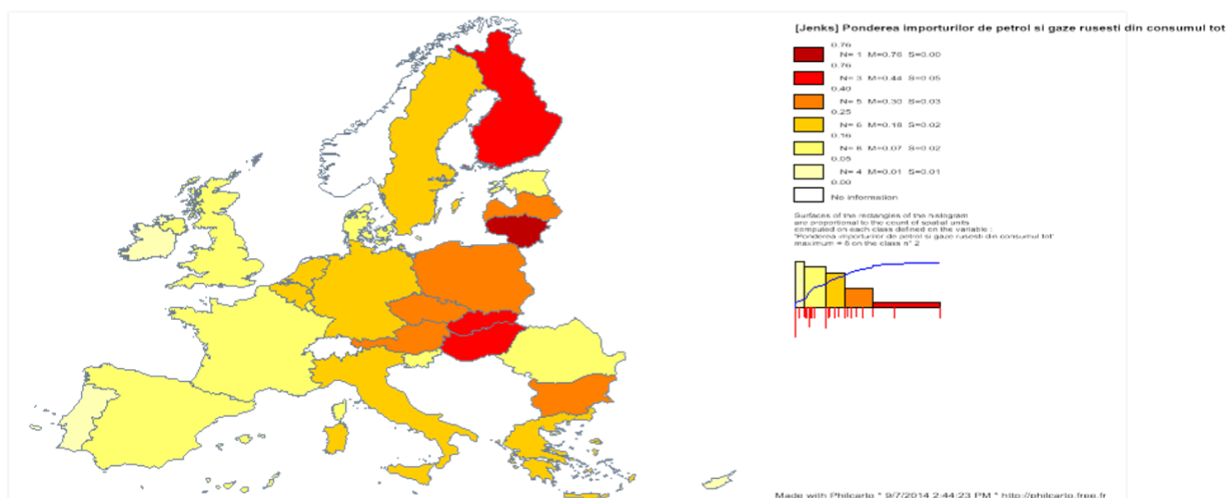 [Jenks] Ponderea importurilor de petrol si gaze rusesti din consumul tot
0.76
N= 1 M=0.76 S=0.00
0.76
N= 3 M=0.44 S=0.05
0.40
N= 5 M=0.30 S=0.03
0.25
N= 6 M=0.18 S=0.02
0.16
N= 8 M=0.07 S=0.02
0.05
N= 4 M=0.01 S=0.01
0.00
No information
Surfaces of the rectangles of the histogram
are proportional to the count of spatial units
computed on each class defined on the variable :
"Ponderea importurilor de petrol si gaze rusesti din consumul tot"
maximum = 8 on the class n° 2
Made with Philcarto * 9/7/2014 2:44:23 PM * http://philcarto.free.fr